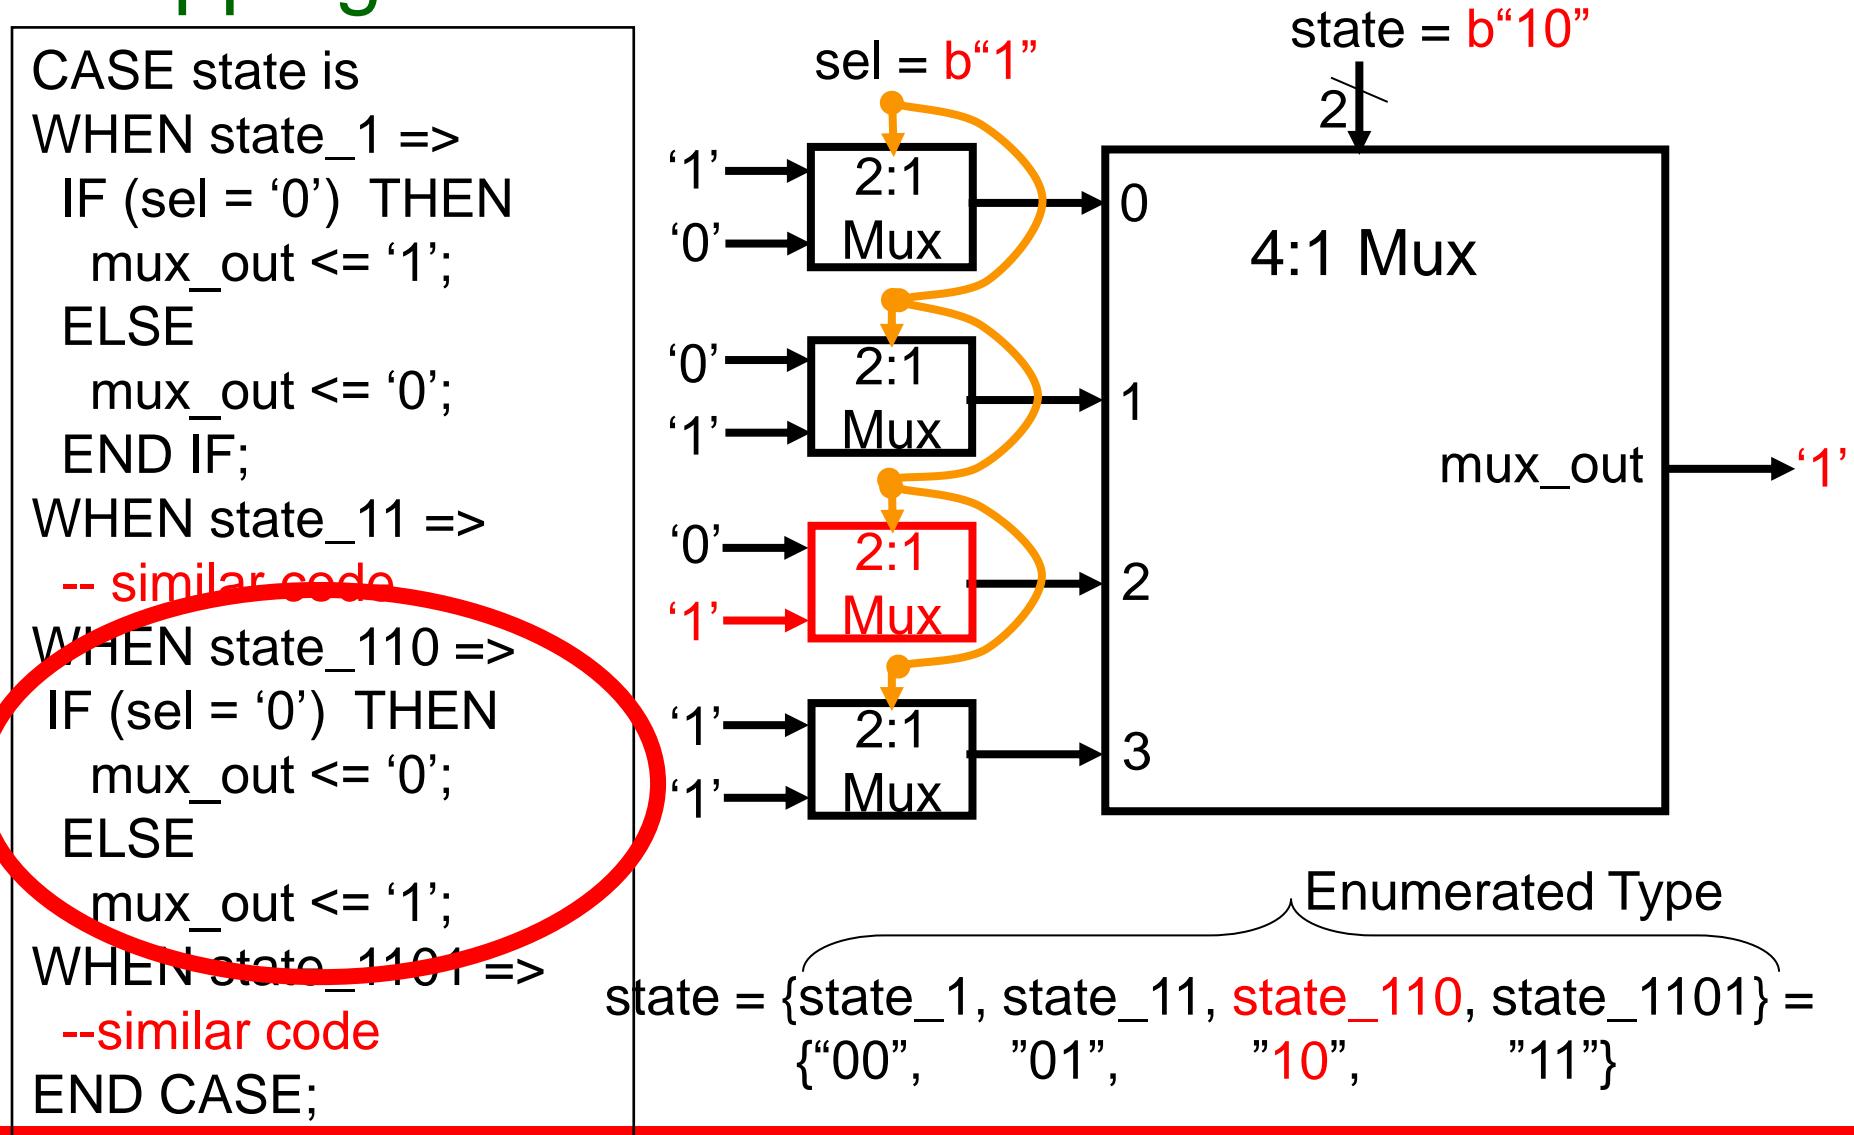 CASE state is
WHEN state_1 =>
IF (sel = ‘0’) THEN
mux_out <= ‘1’;
ELSE
mux_out <= ‘0’;
END IF;
WHEN state_11 =>
-- similar code
WHEN state_110 =>
IF (sel = ‘0’) THEN
mux_out <= ‘0’;
ELSE
mux_out <= ‘1’;
WHEN state_1101 =>
--similar code
END CASE;
sel = b“1”
state = b“10”
2
‘1’
‘0’
2:1
Mux
0
4:1 Mux
‘0’
‘1’
2:1
Mux
1
mux_out
‘1’
‘0’
‘1’
2:1
Mux
2
‘1’
‘1’
2:1
Mux
3
Enumerated Type
state = {state_1, state_11, state_110, state_1101} =
{“00”, ”01”, ”10”, ”11”}